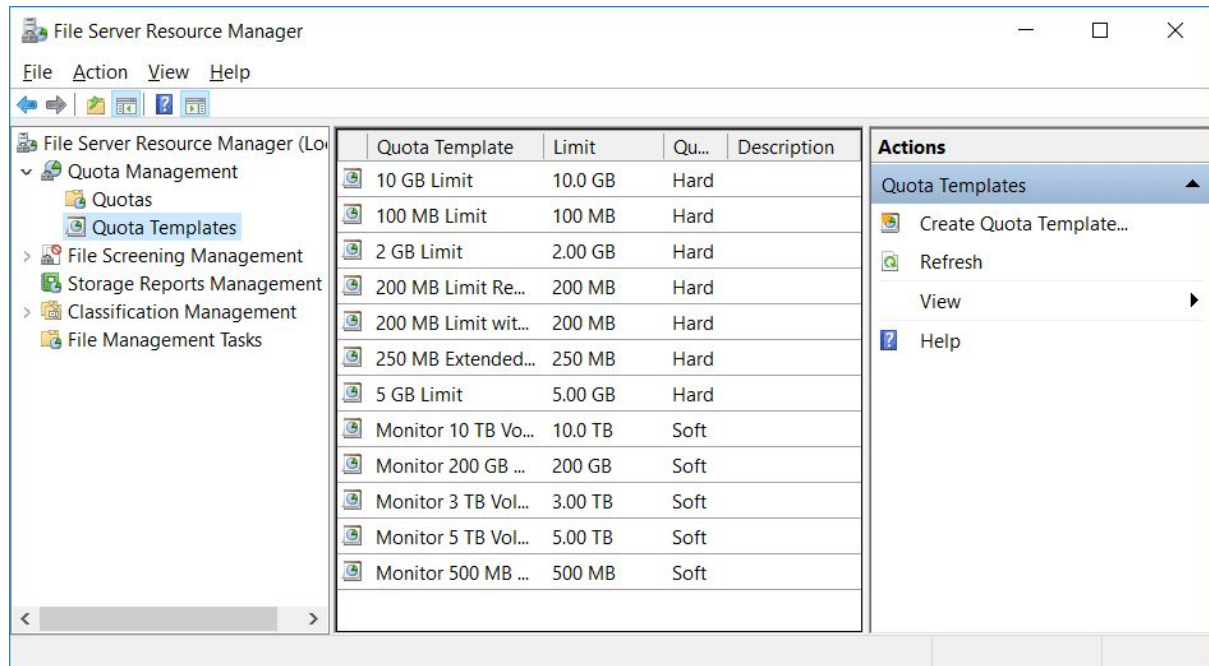 File Server Resource Manager
File Action View Help
File Server Resource Manager (Lo
Quota Management
Quotas
Quota Templates
File Screening Management
Storage Reports Management
Classification Management
File Management Tasks
Quota Template Limit Qu... Description
10 GB Limit 10.0 GB Hard
100 MB Limit 100 MB Hard
2 GB Limit 2.00 GB Hard
200 MB Limit Re... 200 MB Hard
200 MB Limit wit... 200 MB Hard
250 MB Extended... 250 MB Hard
5 GB Limit 5.00 GB Hard
Monitor 10 TB Vo... 10.0 TB Soft
Monitor 200 GB ... 200 GB Soft
Monitor 3 TB Vol... 3.00 TB Soft
Monitor 5 TB Vol... 5.00 TB Soft
Monitor 500 MB ... 500 MB Soft
Actions
Quota Templates
Create Quota Template...
Refresh
View
Help